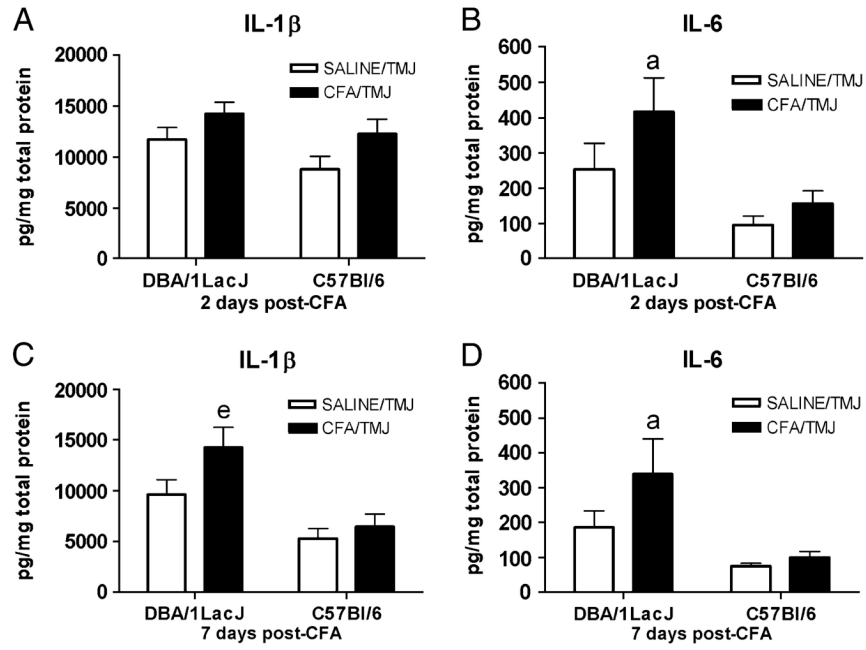 A
IL-1β
pg/mg total protein
20000
15000
10000
5000
0
SALINE/TMJ
CFA/TMJ
DBA/1LacJ
C57Bl/6
2 days post-CFA
B
IL-6
pg/mg total protein
600
500
400
300
200
100
0
a
SALINE/TMJ
CFA/TMJ
DBA/1LacJ
C57Bl/6
2 days post-CFA
C
IL-1β
pg/mg total protein
20000
15000
10000
5000
0
e
SALINE/TMJ
CFA/TMJ
DBA/1LacJ
C57Bl/6
7 days post-CFA
D
IL-6
pg/mg total protein
600
500
400
300
200
100
0
a
SALINE/TMJ
CFA/TMJ
DBA/1LacJ
C57Bl/6
7 days post-CFA